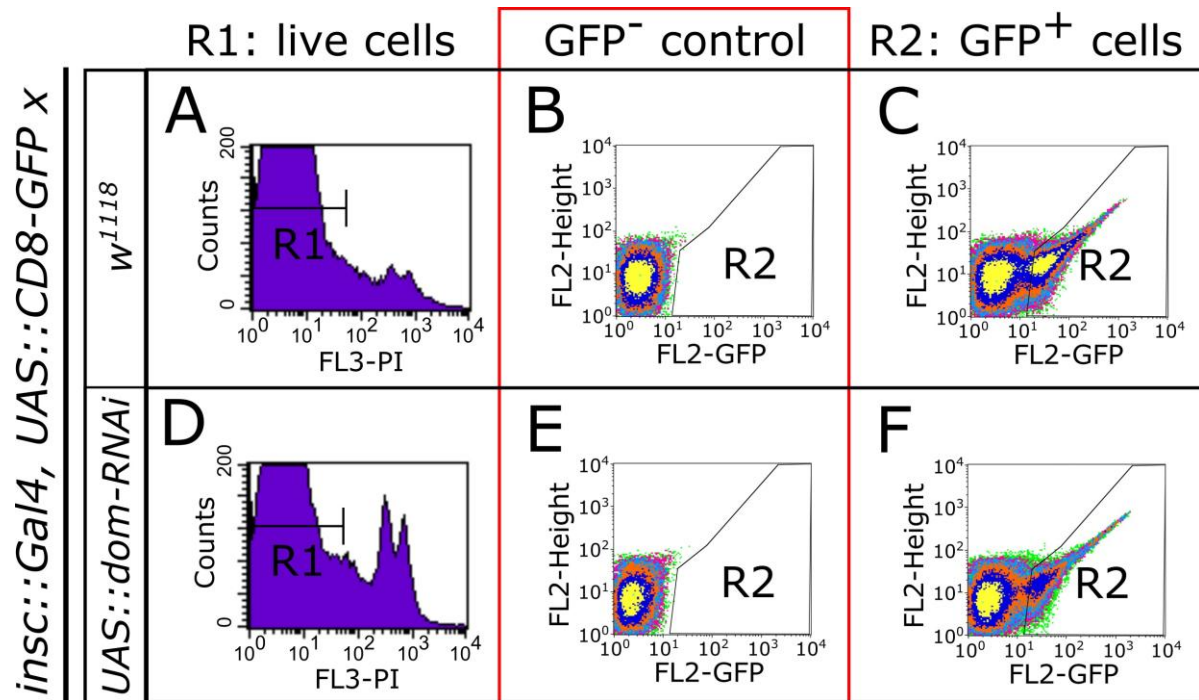 R1: live cells
GFP⁻ control
R2: GFP⁺ cells
insc::Gal4, UAS::CD8-GFP x
w¹¹¹⁸
A
200
Counts
0
R1
10⁰ 10¹ 10² 10³ 10⁴
FL3-PI
B
10⁴
10³
10²
10¹
10⁰
FL2-Height
R2
10⁰ 10¹ 10² 10³ 10⁴
FL2-GFP
C
10⁴
10³
10²
10¹
10⁰
FL2-Height
R2
10⁰ 10¹ 10² 10³ 10⁴
FL2-GFP
UAS::dom-RNAi
D
200
Counts
0
R1
10⁰ 10¹ 10² 10³ 10⁴
FL3-PI
E
10⁴
10³
10²
10¹
10⁰
FL2-Height
R2
10⁰ 10¹ 10² 10³ 10⁴
FL2-GFP
F
10⁴
10³
10²
10¹
10⁰
FL2-Height
R2
10⁰ 10¹ 10² 10³ 10⁴
FL2-GFP